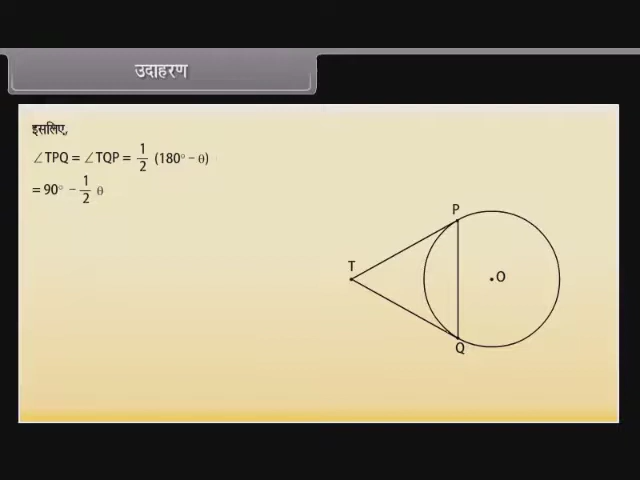 उदाहरण
इसलिए,
∠TPQ = ∠TQP = 1/2 (180° – θ)
= 90° – 1/2 θ
P
T
O
Q